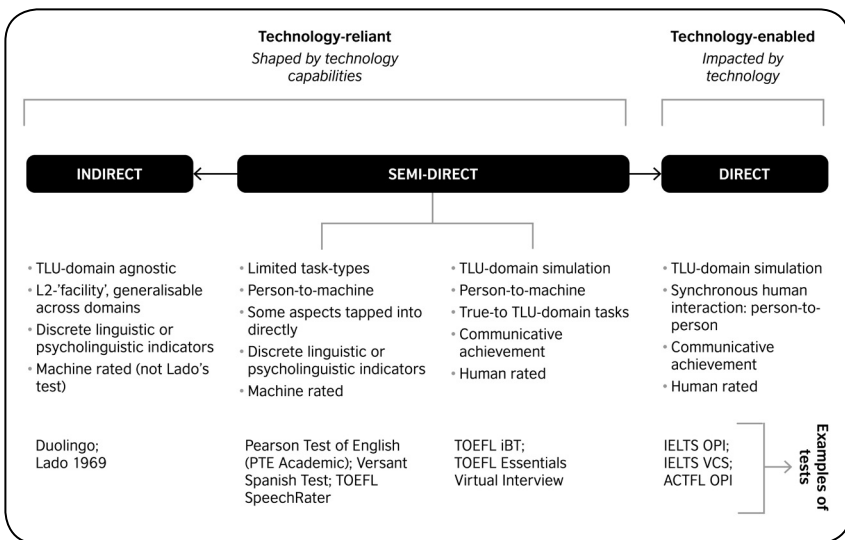 Technology-reliant
Shaped by technology
capabilities
Technology-enabled
Impacted by
technology
INDIRECT
SEMI-DIRECT
DIRECT
• TLU-domain agnostic
• L2-'facility', generalisable
across domains
• Discrete linguistic or
psycholinguistic indicators
• Machine rated (not Lado's
test)
• Limited task-types
• Person-to-machine
• Some aspects tapped into
directly
• Discrete linguistic or
psycholinguistic indicators
• Machine rated
• TLU-domain simulation
• Person-to-machine
• True-to TLU-domain tasks
• Communicative
achievement
• Human rated
• TLU-domain simulation
• Synchronous human
interaction: person-to-
person
• Communicative
achievement
• Human rated
Duolingo;
Lado 1969
Pearson Test of English
(PTE Academic); Versant
Spanish Test; TOEFL
SpeechRater
TOEFL iBT;
TOEFL Essentials
Virtual Interview
IELTS OPI;
IELTS VCS;
ACTFL OPI
Examples of
tests